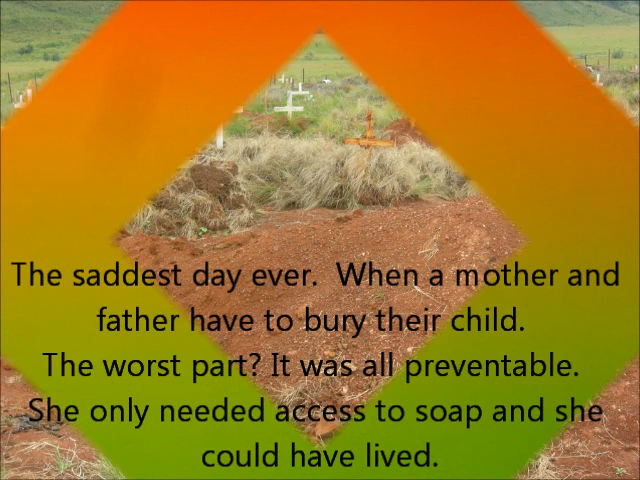 The saddest day ever.  When a mother and
father have to bury their child.
The worst part? It was all preventable.
She only needed access to soap and she
could have lived.